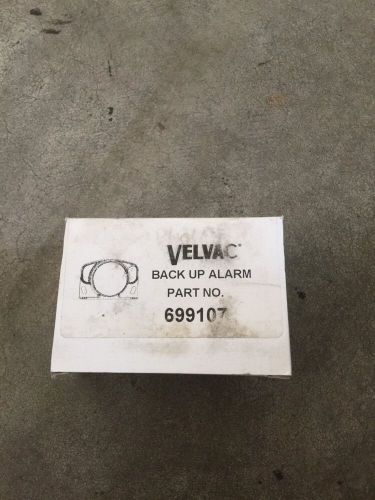 VELVAC®
BACK UP ALARM
PART NO.
699107